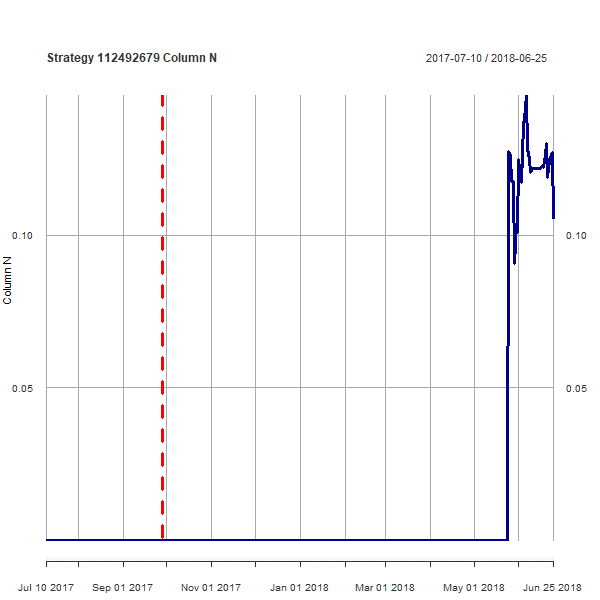 Strategy 112492679 Column N
2017-07-10 / 2018-06-25
0.10
0.10
Column N
0.05
0.05
Jul 10 2017
Sep 01 2017
Nov 01 2017
Jan 01 2018
Mar 01 2018
May 01 2018
Jun 25 2018